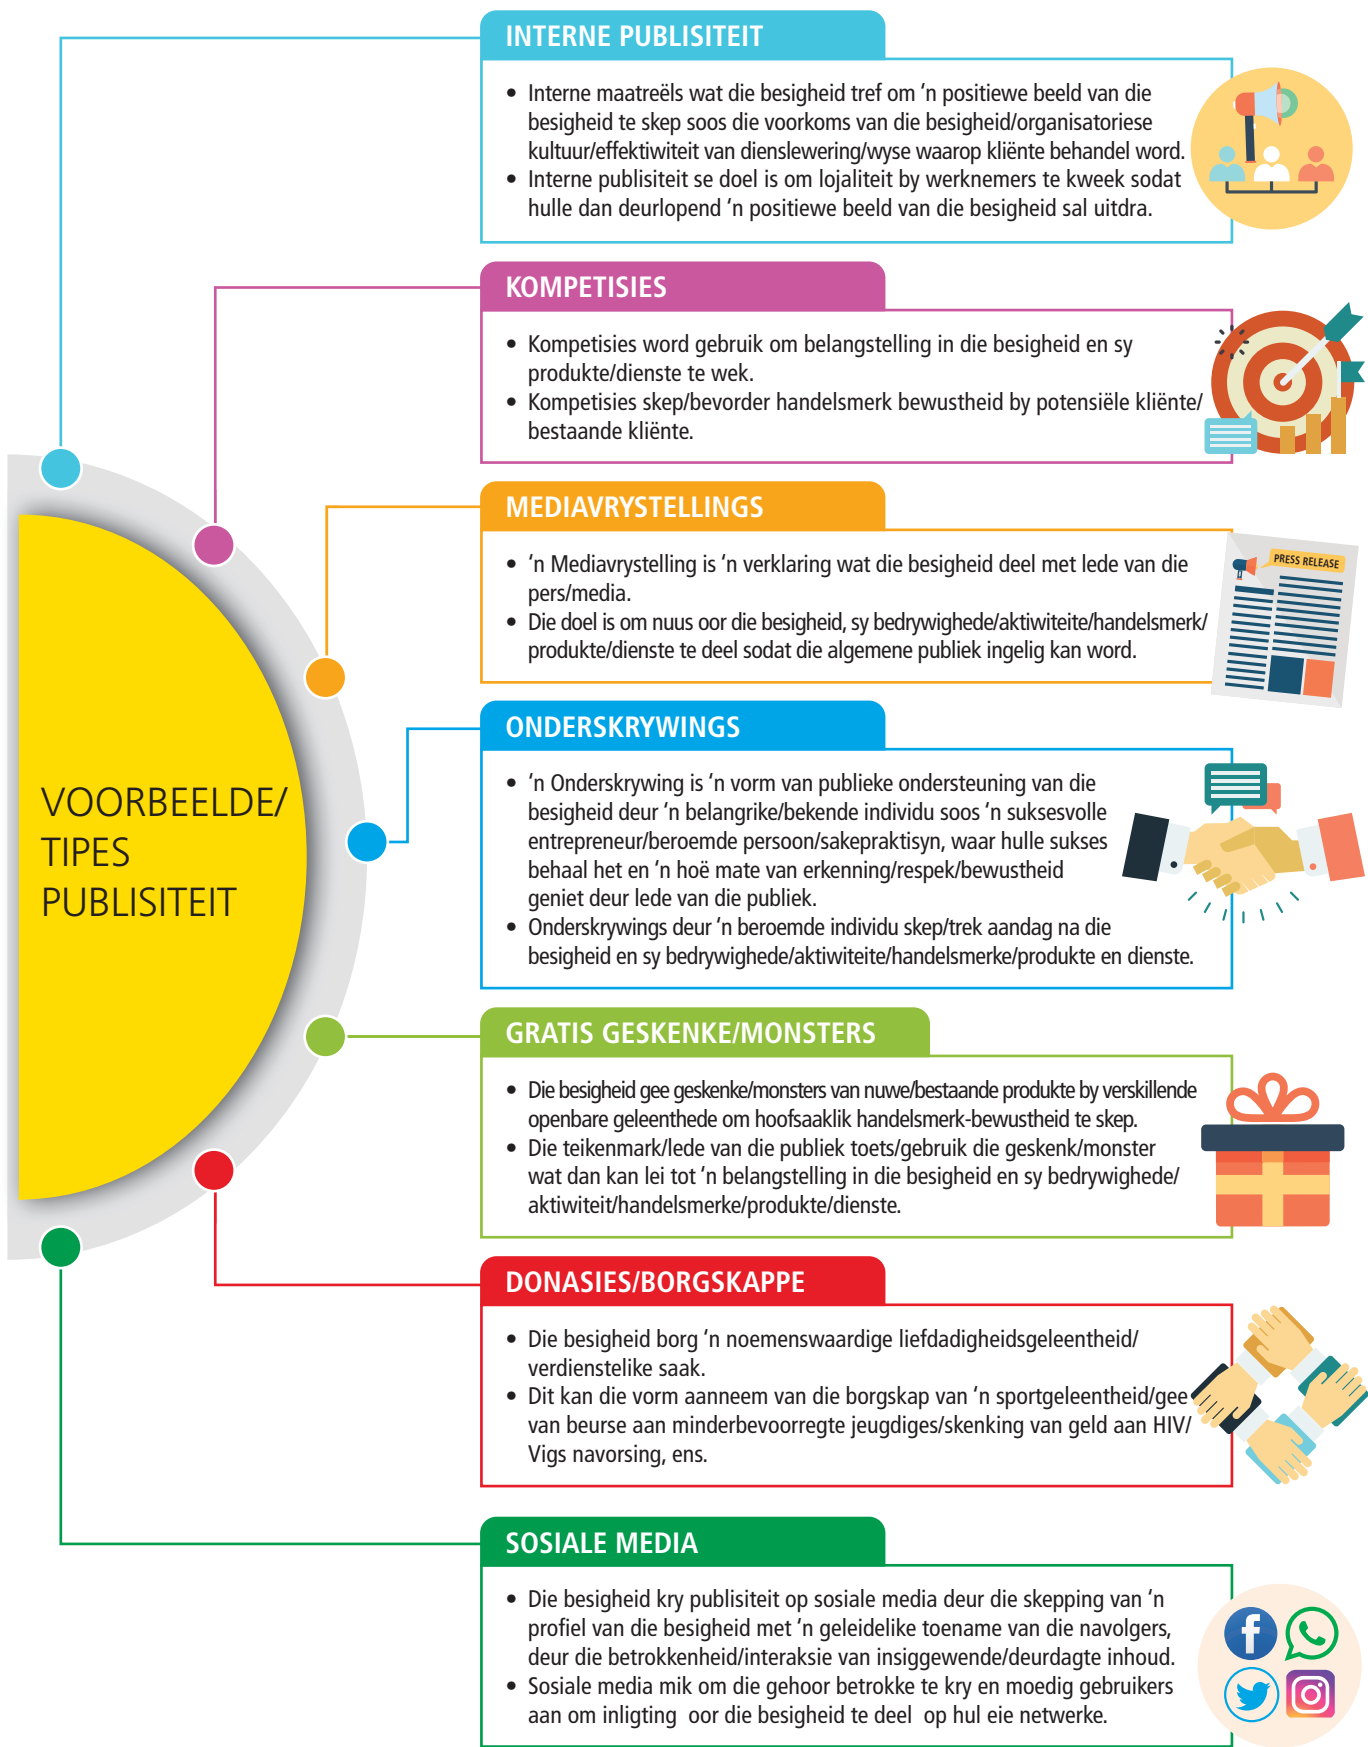 INTERNE PUBLISITEIT
• Interne maatreëls wat die besigheid tref om ’n positiewe beeld van die
besigheid te skep soos die voorkoms van die besigheid/organisatoriese
kultuur/effektiwiteit van dienslewering/wyse waarop kliënte behandel word.
• Interne publisiteit se doel is om lojaliteit by werknemers te kweek sodat
hulle dan deurlopend ’n positiewe beeld van die besigheid sal uitdra.
KOMPETISIES
• Kompetisies word gebruik om belangstelling in die besigheid en sy
produkte/dienste te wek.
• Kompetisies skep/bevorder handelsmerk bewustheid by potensiële kliënte/
bestaande kliënte.
MEDIAVRYSTELLINGS
• ‘n Mediavrystelling is ‘n verklaring wat die besigheid deel met lede van die
pers/media.
• Die doel is om nuus oor die besigheid, sy bedrywighede/aktiwiteite/handelsmerk/
produkte/dienste te deel sodat die algemene publiek ingelig kan word.
PRESS RELEASE
VOORBEELDE/
TIPES
PUBLISITEIT
ONDERSKRYWINGS
• ‘n Onderskrywing is ‘n vorm van publieke ondersteuning van die
besigheid deur ‘n belangrike/bekende individu soos ‘n suksesvolle
entrepreneur/beroemde persoon/sakepraktisyn, waar hulle sukses
behaal het en ‘n hoë mate van erkenning/respek/bewustheid
geniet deur lede van die publiek.
• Onderskrywings deur ‘n beroemde individu skep/trek aandag na die
besigheid en sy bedrywighede/aktiwiteite/handelsmerke/produkte en dienste.
GRATIS GESKENKE/MONSTERS
• Die besigheid gee geskenke/monsters van nuwe/bestaande produkte by verskillende
openbare geleenthede om hoofsaaklik handelsmerk-bewustheid te skep.
• Die teikenmark/lede van die publiek toets/gebruik die geskenk/monster
wat dan kan lei tot ‘n belangstelling in die besigheid en sy bedrywighede/
aktiwiteit/handelsmerke/produkte/dienste.
DONASIES/BORGSKAPPE
• Die besigheid borg ‘n noemenswaardige liefdadigheidsgeleentheid/
verdienstelike saak.
• Dit kan die vorm aanneem van die borgskap van ‘n sportgeleentheid/gee
van beurse aan minderbevoorregte jeugdiges/skenking van geld aan HIV/
Vigs navorsing, ens.
SOSIALE MEDIA
• Die besigheid kry publisiteit op sosiale media deur die skepping van ‘n
profiel van die besigheid met ‘n geleidelike toename van die navolgers,
deur die betrokkenheid/interaksie van insiggewende/deurdagte inhoud.
• Sosiale media mik om die gehoor betrokke te kry en moedig gebruikers
aan om inligting oor die besigheid te deel op hul eie netwerke.